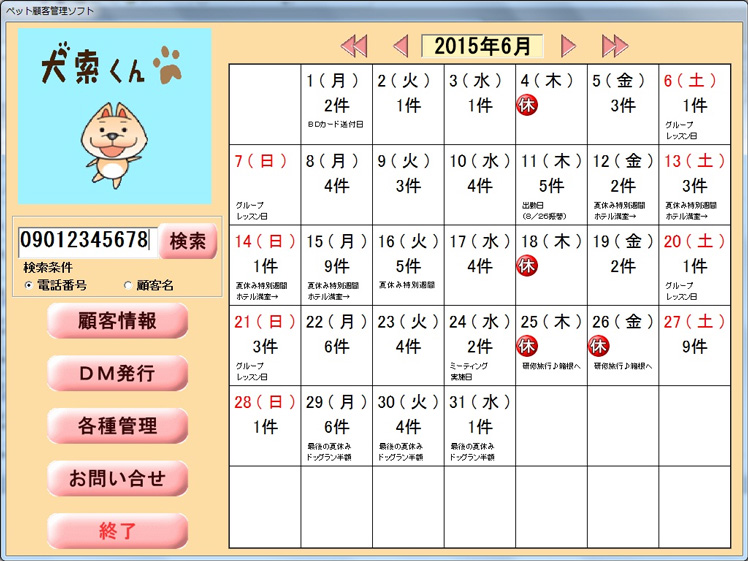 ペット顧客管理ソフト
犬索くん
09012345678
検索
検索条件
電話番号
顧客名
顧客情報
DM発行
各種管理
お問い合せ
終了
2015年6月
1(月)
2件
BDカード送付日
2(火)
1件
3(水)
1件
4(木)
休
5(金)
3件
6(土)
1件
グループ
レッスン日
7(日)
グループ
レッスン日
8(月)
4件
9(火)
3件
10(水)
4件
11(木)
5件
出勤日
(8/26振替)
12(金)
2件
夏休み特別週間
ホテル満室→
13(土)
3件
夏休み特別週間
ホテル満室→
14(日)
1件
夏休み特別週間
ホテル満室→
15(月)
9件
夏休み特別週間
ホテル満室→
16(火)
5件
夏休み特別週間
17(水)
4件
18(木)
休
19(金)
2件
20(土)
1件
グループ
レッスン日
21(日)
3件
グループ
レッスン日
22(月)
6件
23(火)
4件
24(水)
2件
ミーティング
実施日
25(木)
休
研修旅行♪箱根へ
26(金)
休
研修旅行♪箱根へ
27(土)
9件
28(日)
1件
29(月)
6件
最後の夏休み
ドッグラン半額
30(火)
4件
最後の夏休み
ドッグラン半額
31(水)
1件
最後の夏休み
ドッグラン半額